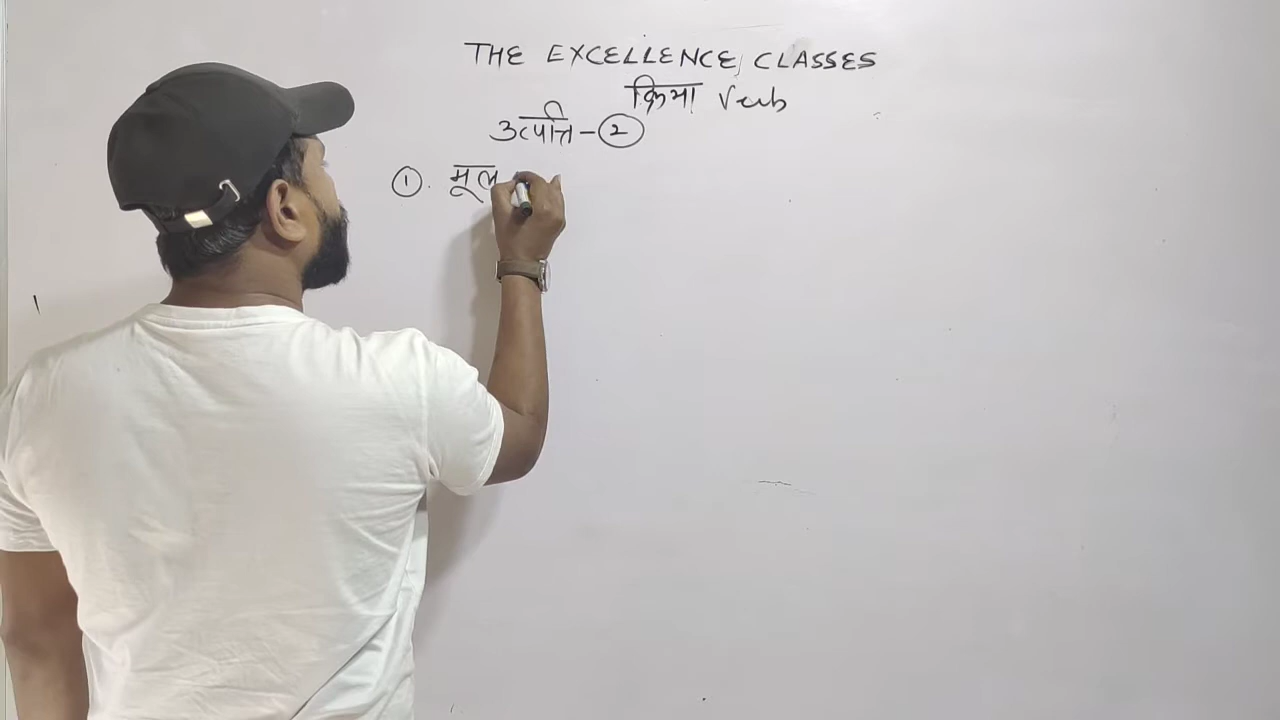 THE EXCELLENCE CLASSES
क्रिया Verb
उत्पत्ति - ②
①. मूल